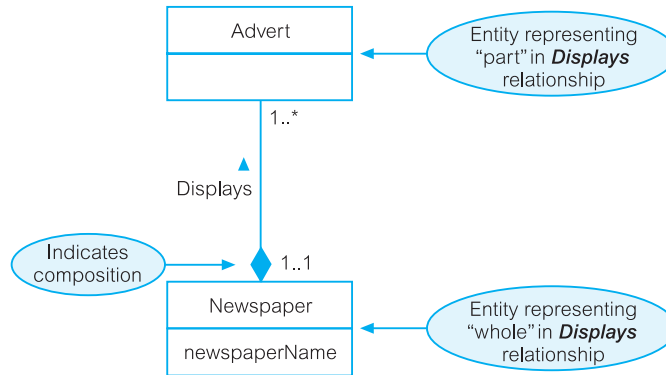 Advert
Entity representing
“part” in Displays
relationship
1..*
Displays
Indicates
composition
1..1
Newspaper
newspaperName
Entity representing
“whole” in Displays
relationship